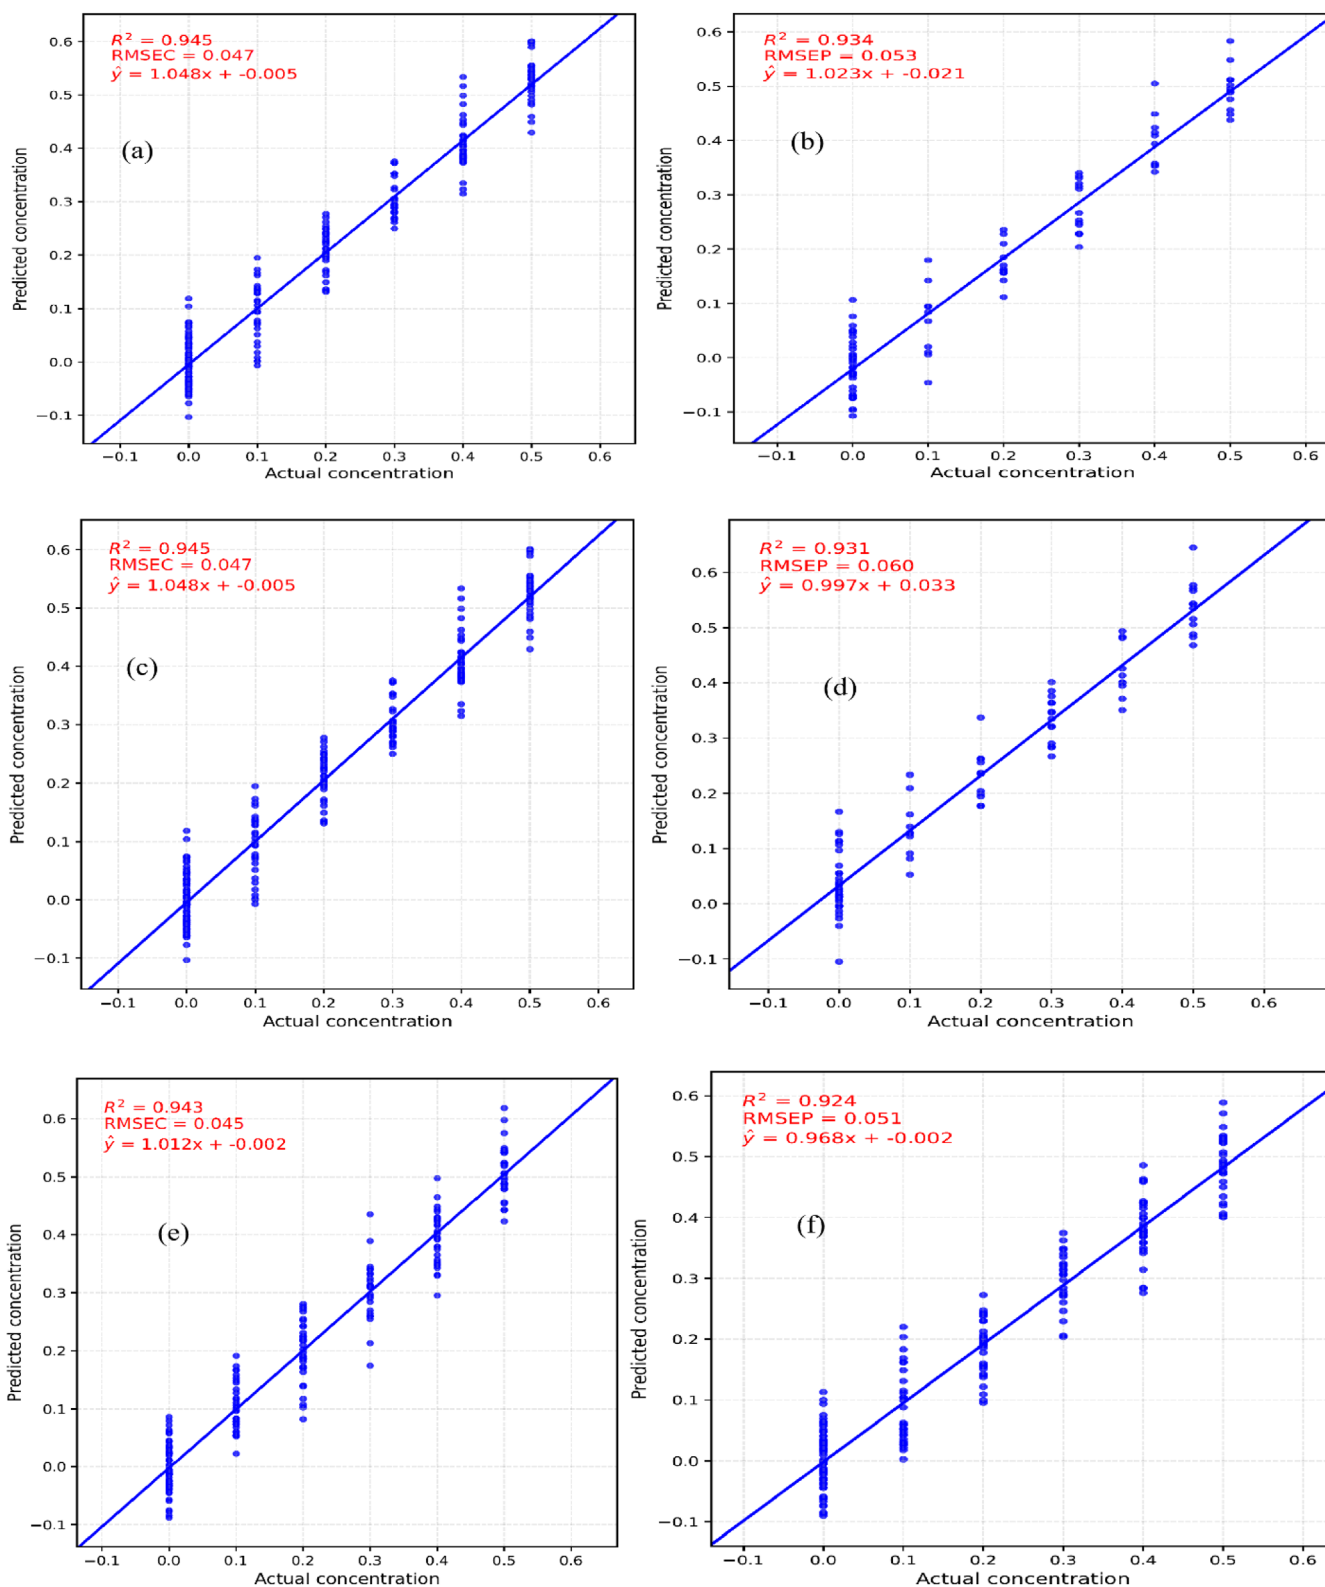 R² = 0.945
RMSEC = 0.047
ŷ = 1.048x + -0.005
(a)
Predicted concentration
0.6
0.5
0.4
0.3
0.2
0.1
0.0
−0.1
−0.1 0.0 0.1 0.2 0.3 0.4 0.5 0.6
Actual concentration
R² = 0.934
RMSEP = 0.053
ŷ = 1.023x + -0.021
(b)
Predicted concentration
0.6
0.5
0.4
0.3
0.2
0.1
0.0
−0.1
−0.1 0.0 0.1 0.2 0.3 0.4 0.5 0.6
Actual concentration
R² = 0.945
RMSEC = 0.047
ŷ = 1.048x + -0.005
(c)
Predicted concentration
0.6
0.5
0.4
0.3
0.2
0.1
0.0
−0.1
−0.1 0.0 0.1 0.2 0.3 0.4 0.5 0.6
Actual concentration
R² = 0.931
RMSEP = 0.060
ŷ = 0.997x + 0.033
(d)
Predicted concentration
0.6
0.5
0.4
0.3
0.2
0.1
0.0
−0.1
−0.1 0.0 0.1 0.2 0.3 0.4 0.5 0.6
Actual concentration
R² = 0.943
RMSEC = 0.045
ŷ = 1.012x + -0.002
(e)
Predicted concentration
0.6
0.5
0.4
0.3
0.2
0.1
0.0
−0.1
−0.1 0.0 0.1 0.2 0.3 0.4 0.5 0.6
Actual concentration
R² = 0.924
RMSEP = 0.051
ŷ = 0.968x + -0.002
(f)
Predicted concentration
0.6
0.5
0.4
0.3
0.2
0.1
0.0
−0.1
−0.1 0.0 0.1 0.2 0.3 0.4 0.5 0.6
Actual concentration